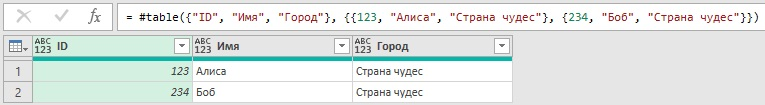 fx = #table({"ID", "Имя", "Город"}, {{123, "Алиса", "Страна чудес"}, {234, "Боб", "Страна чудес"}})
ABC 123 ID ABC 123 Имя ABC 123 Город
1 123 Алиса Страна чудес
2 234 Боб Страна чудес